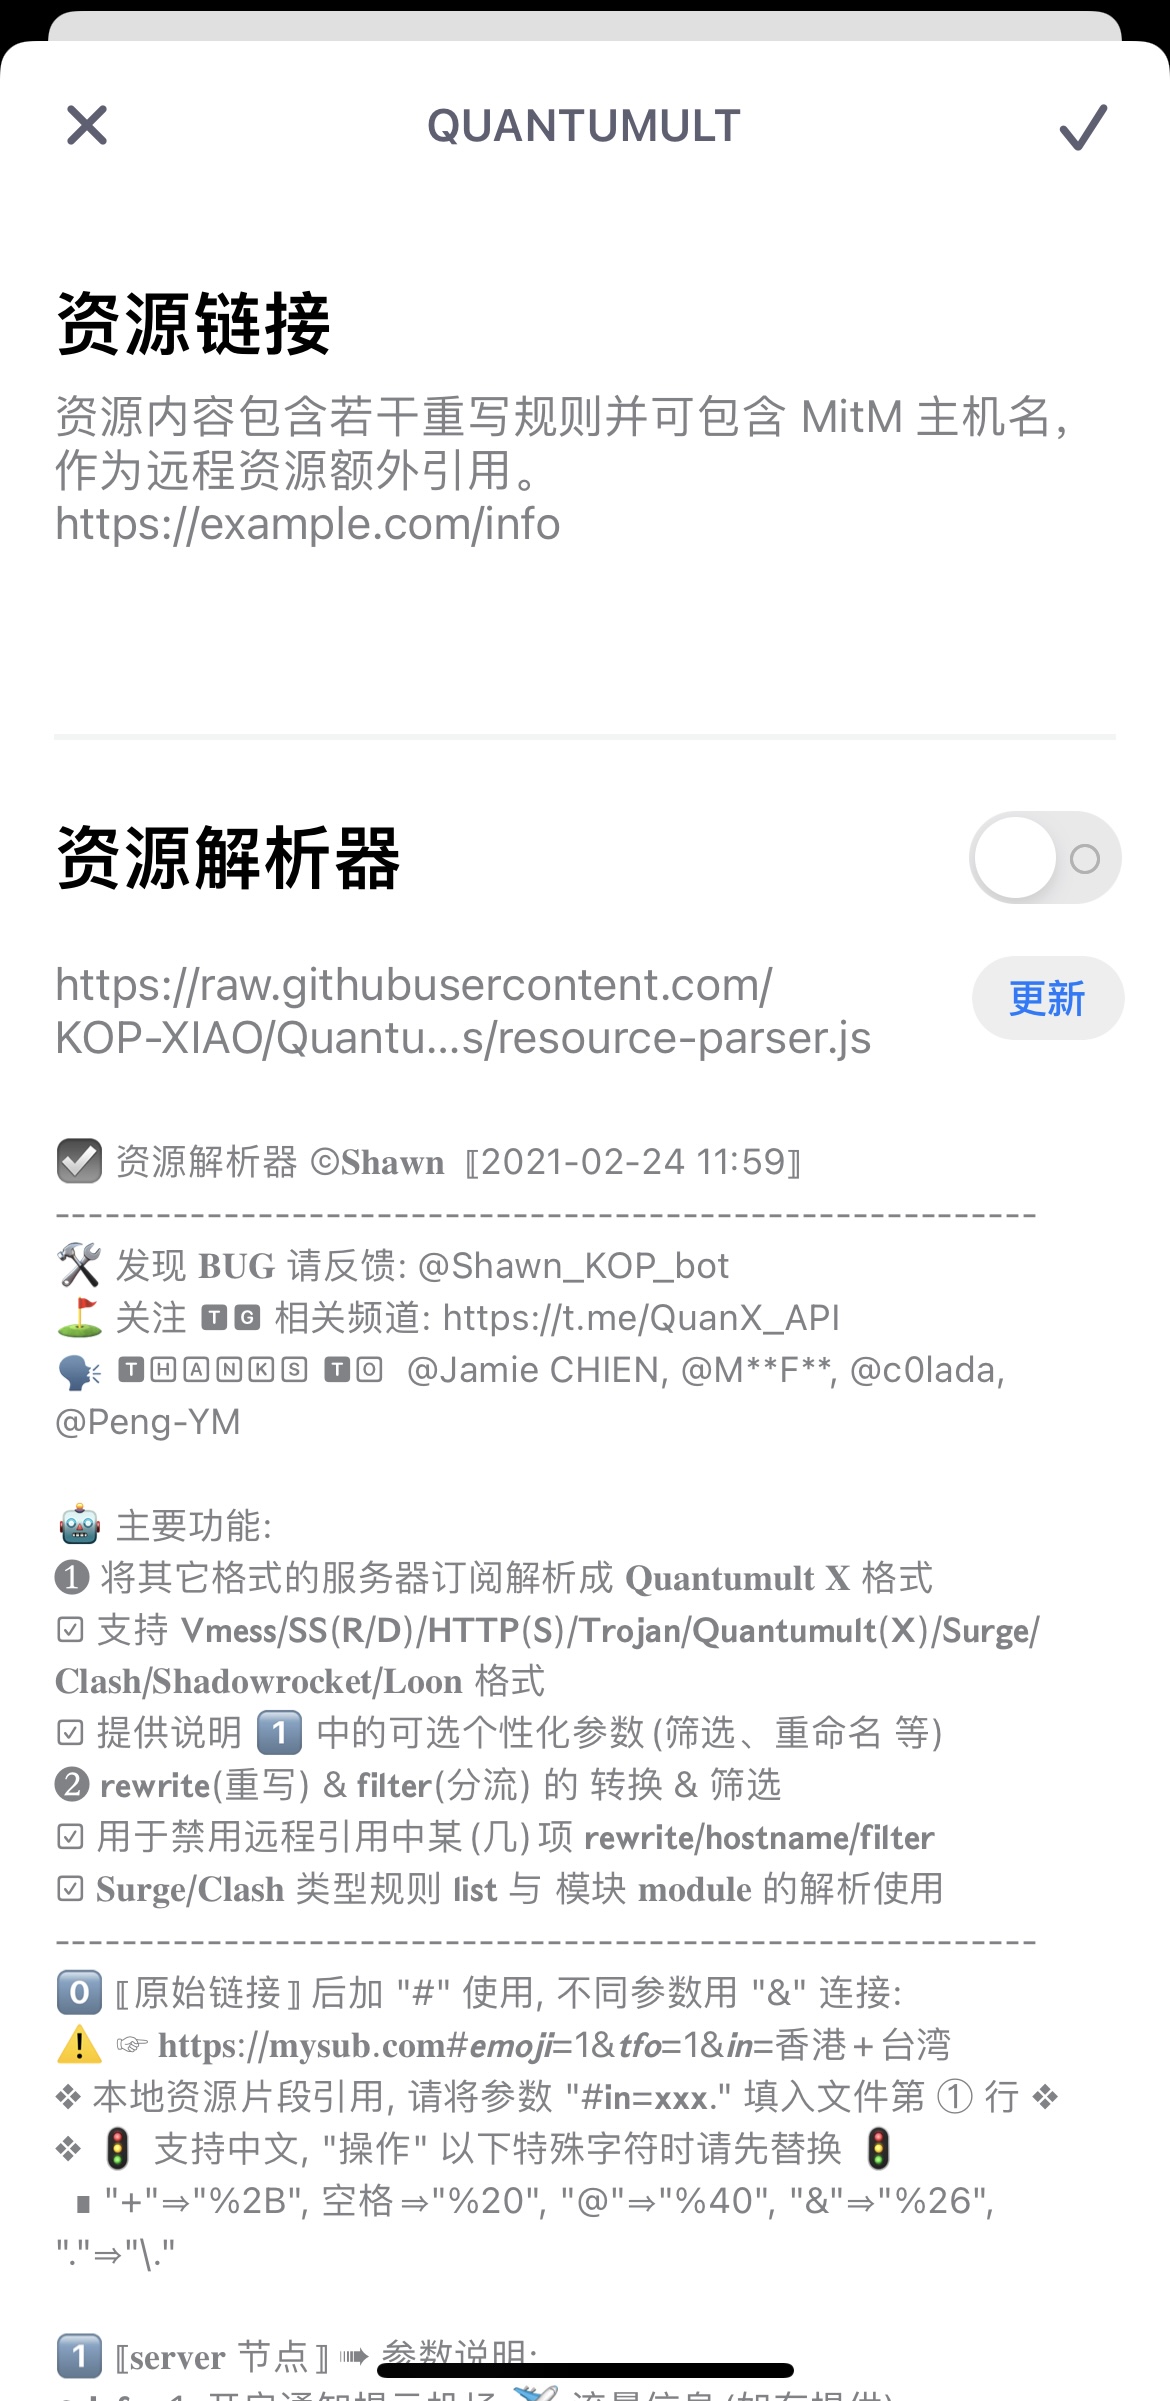 QUANTUMULT
资源链接
资源内容包含若干重写规则并可包含 MitM 主机名，
作为远程资源额外引用。
https://example.com/info
资源解析器
https://raw.githubusercontent.com/
KOP-XIAO/Quantu...s/resource-parser.js
更新
☑️ 资源解析器 ©𝐒𝐡𝐚𝐰𝐧 ⟦2021-02-24 11:59⟧
----------------------------------------------------------
🛠 发现 𝐁𝐔𝐆 请反馈: @Shawn_KOP_bot
⛳️ 关注 🆃🅶 相关频道: https://t.me/QuanX_API
🗣 🆃🄷🄰🄽🄺🅂 🆃🄾 @Jamie CHIEN, @M**F**, @c0lada,
@Peng-YM
🤖 主要功能:
❶ 将其它格式的服务器订阅解析成 𝐐𝐮𝐚𝐧𝐭𝐮𝐦𝐮𝐥𝐭 𝐗 格式
☑ 支持 𝗩𝗺𝗲𝘀𝘀/𝗦𝗦(𝗥/𝗗)/𝗛𝗧𝗧𝗣(𝗦)/𝗧𝗿𝗼𝗷𝗮𝗻/𝗤𝘂𝗮𝗻𝘁𝘂𝗺𝘂𝗹𝘁(𝗫)/𝗦𝘂𝗿𝗴𝗲/
𝐂𝐥𝐚𝐬𝐡/𝐒𝐡𝐚𝐝𝐨𝐰𝐫𝐨𝐜𝐤𝐞𝐭/𝐋𝐨𝐨𝐧 格式
☑ 提供说明 1️⃣ 中的可选个性化参数(筛选、重命名 等)
❷ 𝗿𝗲𝘄𝗿𝗶𝘁𝗲(重写) & 𝗳𝗶𝗹𝘁𝗲𝗿(分流) 的 转换 & 筛选
☑ 用于禁用远程引用中某(几)项 𝗿𝗲𝘄𝗿𝗶𝘁𝗲/𝗵𝗼𝘀𝘁𝗻𝗮𝗺𝗲/𝗳𝗶𝗹𝘁𝗲𝗿
☑ 𝐒𝐮𝐫𝐠𝐞/𝐂𝐥𝐚𝐬𝐡 类型规则 𝗹𝗶𝘀𝘁 与 模块 𝐦𝐨𝐝𝐮𝐥𝐞 的解析使用
----------------------------------------------------------
0️⃣ ⟦原始链接⟧ 后加 "#" 使用, 不同参数用 "&" 连接:
⚠️ ☞ 𝐡𝐭𝐭𝐩𝐬://𝐦𝐲𝐬𝐮𝐛.𝐜𝐨𝐦#𝙚𝙢𝙤𝙟𝙞=1&𝙩𝙛𝙤=1&𝙞𝙣=香港+台湾
❖ 本地资源片段引用, 请将参数 "#𝗶𝗻=𝘅𝘅𝘅." 填入文件第 ① 行 ❖
❖ 🚦 支持中文, "操作" 以下特殊字符时请先替换 🚦
∎ "+"⇒"%2B", 空格⇒"%20", "@"⇒"%40", "&"⇒"%26",
"."⇒"\."
1️⃣ ⟦𝐬𝐞𝐫𝐯𝐞𝐫 节点⟧ ➠ 参数说明: